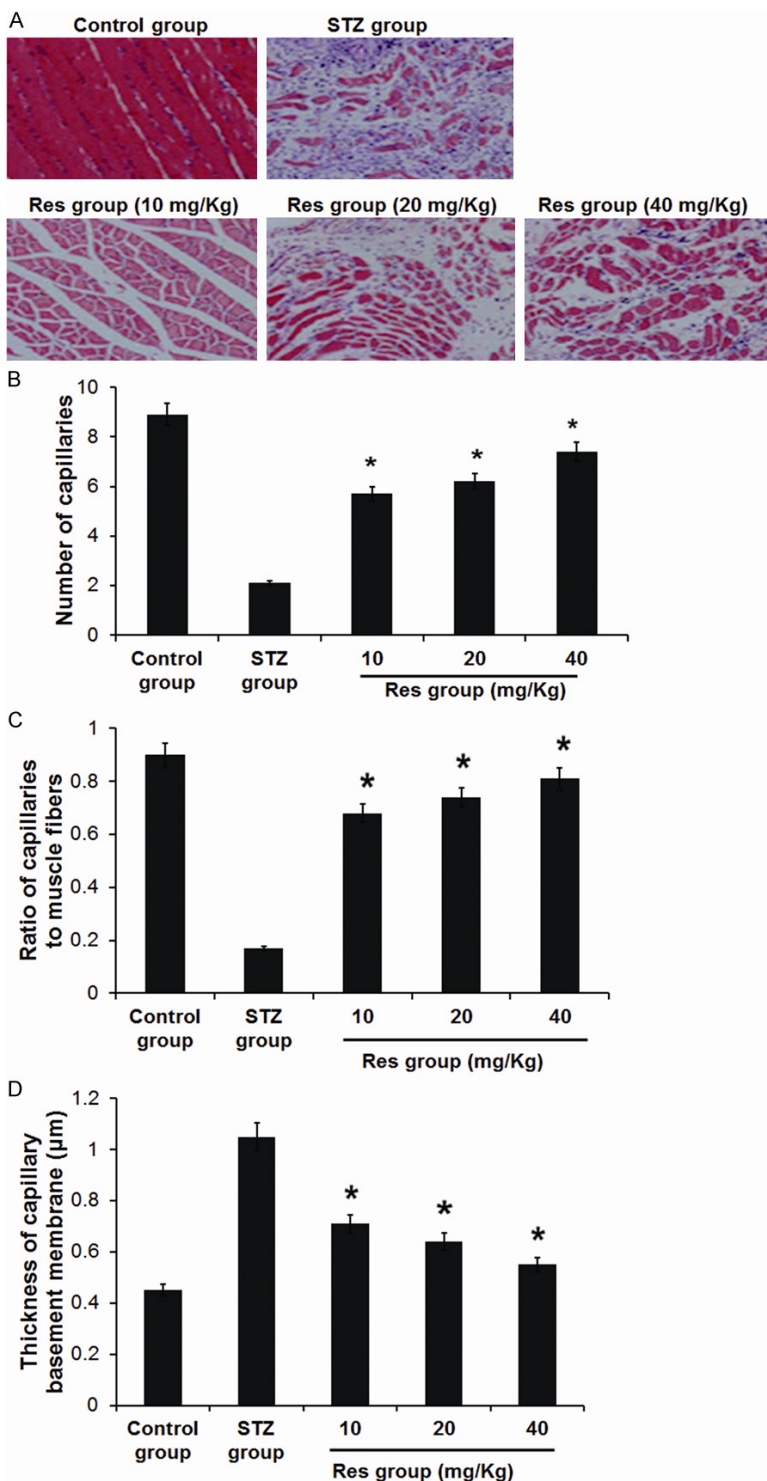 A
Control group
STZ group
Res group (10 mg/Kg)
Res group (20 mg/Kg)
Res group (40 mg/Kg)
B
Number of capillaries
10
8
6
4
2
0
*
*
*
Control
group
STZ
group
10
20
40
Res group (mg/Kg)
C
Ratio of capillaries
to muscle fibers
1
0.8
0.6
0.4
0.2
0
*
*
*
Control
group
STZ
group
10
20
40
Res group (mg/Kg)
D
Thickness of capillary
basement membrane (µm)
1.2
1
0.8
0.6
0.4
0.2
0
*
*
*
Control
group
STZ
group
10
20
40
Res group (mg/Kg)